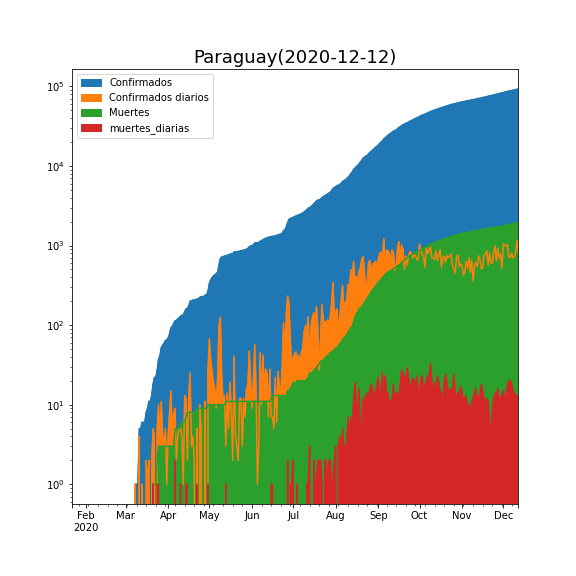 Paraguay(2020-12-12)
Confirmados
Confirmados diarios
Muertes
muertes_diarias
10⁵
10⁴
10³
10²
10¹
10⁰
Feb Mar Apr May Jun Jul Aug Sep Oct Nov Dec
2020